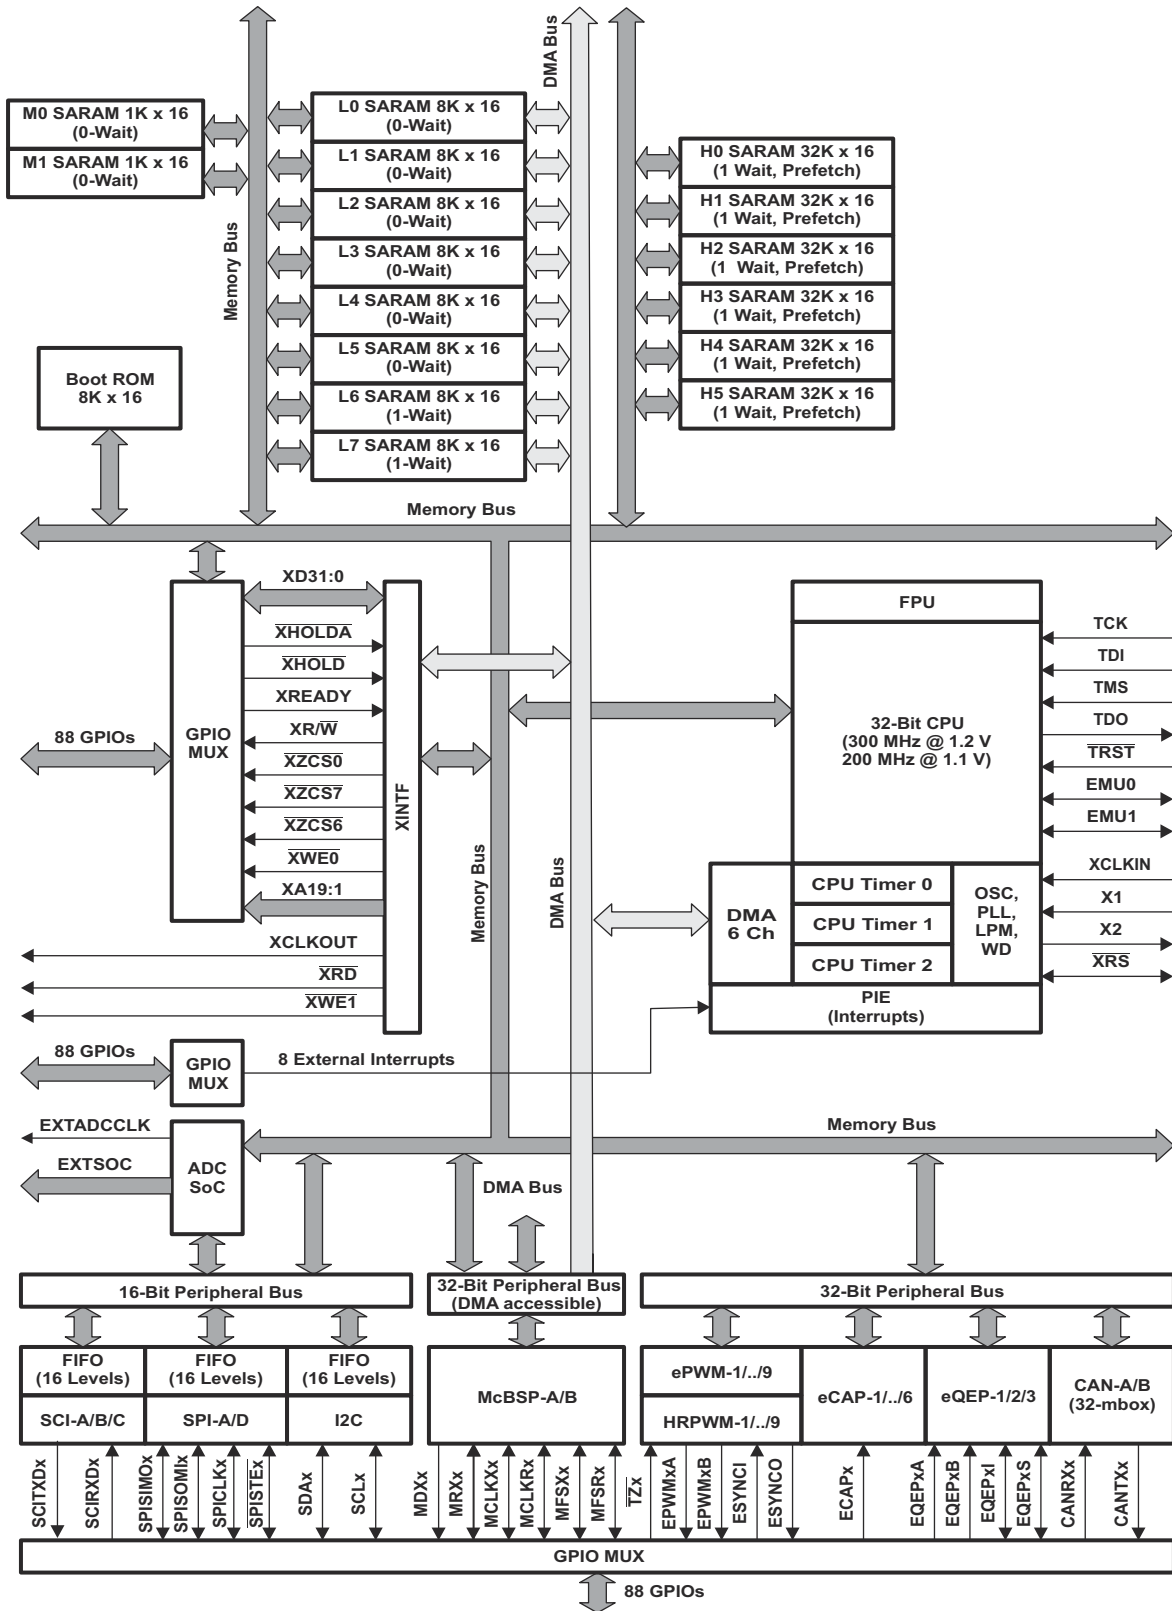 DMA Bus
M0 SARAM 1K x 16
(0-Wait)
M1 SARAM 1K x 16
(0-Wait)
Memory Bus
L0 SARAM 8K x 16
(0-Wait)
L1 SARAM 8K x 16
(0-Wait)
L2 SARAM 8K x 16
(0-Wait)
L3 SARAM 8K x 16
(0-Wait)
L4 SARAM 8K x 16
(0-Wait)
L5 SARAM 8K x 16
(0-Wait)
L6 SARAM 8K x 16
(1-Wait)
L7 SARAM 8K x 16
(1-Wait)
H0 SARAM 32K x 16
(1 Wait, Prefetch)
H1 SARAM 32K x 16
(1 Wait, Prefetch)
H2 SARAM 32K x 16
(1 Wait, Prefetch)
H3 SARAM 32K x 16
(1 Wait, Prefetch)
H4 SARAM 32K x 16
(1 Wait, Prefetch)
H5 SARAM 32K x 16
(1 Wait, Prefetch)
Boot ROM
8K x 16
Memory Bus
88 GPIOs
GPIO
MUX
XD31:0
XHOLDA
XHOLD
XREADY
XR/W
XZCS0
XZCS7
XZCS6
XWE0
XA19:1
XCLKOUT
XRD
XWE1
XINTF
Memory Bus
DMA Bus
FPU
32-Bit CPU
(300 MHz @ 1.2 V
200 MHz @ 1.1 V)
TCK
TDI
TMS
TDO
TRST
EMU0
EMU1
XCLKIN
X1
X2
XRS
DMA
6 Ch
CPU Timer 0
CPU Timer 1
CPU Timer 2
OSC,
PLL,
LPM,
WD
PIE
(Interrupts)
88 GPIOs
GPIO
MUX
8 External Interrupts
EXTADCCLK
EXTSOC
ADC
SoC
Memory Bus
DMA Bus
16-Bit Peripheral Bus
32-Bit Peripheral Bus
(DMA accessible)
32-Bit Peripheral Bus
FIFO
(16 Levels)
SCI-A/B/C
FIFO
(16 Levels)
SPI-A/D
FIFO
(16 Levels)
I2C
McBSP-A/B
ePWM-1/../9
HRPWM-1/../9
eCAP-1/../6
eQEP-1/2/3
CAN-A/B
(32-mbox)
SCITXDx
SCIRXDx
SPISIMOx
SPISOMIx
SPICLKx
SPISTEx
SDAx
SCLx
MDXx
MRXx
MCLKXx
MCLKRx
MFSXx
MFSRx
TZx
EPWMxA
EPWMxB
ESYNCI
ESYNCO
ECAPx
EQEPxA
EQEPxB
EQEPxI
EQEPxS
CANRXx
CANTXx
GPIO MUX
88 GPIOs